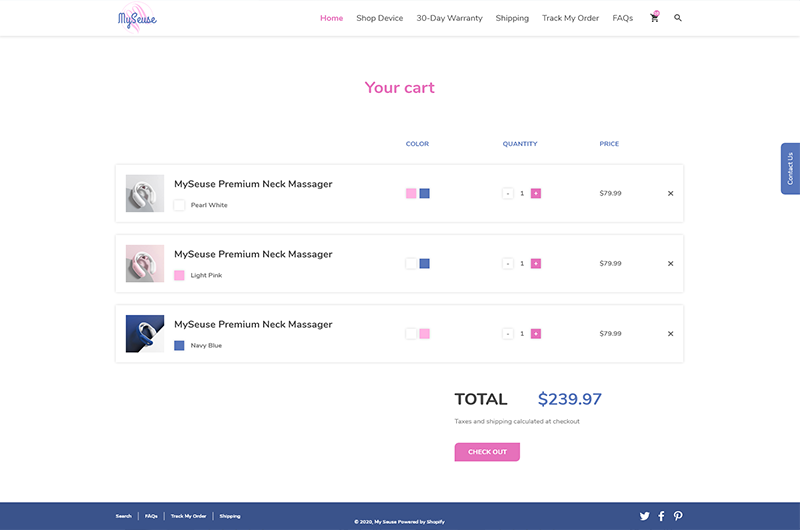 MySeuse
Home Shop Device 30-Day Warranty Shipping Track My Order FAQs
Your cart
COLOR QUANTITY PRICE
Contact Us
MySeuse Premium Neck Massager
Pearl White
- 1 + $79.99 ×
MySeuse Premium Neck Massager
Light Pink
- 1 + $79.99 ×
MySeuse Premium Neck Massager
Navy Blue
- 1 + $79.99 ×
TOTAL $239.97
Taxes and shipping calculated at checkout
CHECK OUT
Search FAQs Track My Order Shipping
© 2020, My Seuse Powered by Shopify